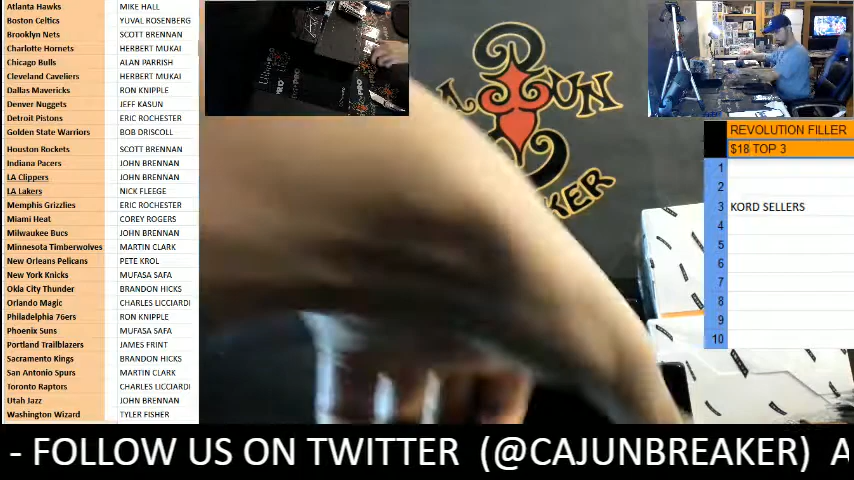 Atlanta Hawks MIKE HALL
Boston Celtics YUVAL ROSENBERG
Brooklyn Nets SCOTT BRENNAN
Charlotte Hornets HERBERT MUKAI
Chicago Bulls ALAN PARRISH
Cleveland Cavaliers HERBERT MUKAI
Dallas Mavericks RON KNIPPLE
Denver Nuggets JEFF KASUN
Detroit Pistons ERIC ROCHESTER
Golden State Warriors BOB DRISCOLL
Houston Rockets SCOTT BRENNAN
Indiana Pacers JOHN BRENNAN
LA Clippers JOHN BRENNAN
LA Lakers NICK FLEEGE
Memphis Grizzlies ERIC ROCHESTER
Miami Heat COREY ROGERS
Milwaukee Bucs JOHN BRENNAN
Minnesota Timberwolves MARTIN CLARK
New Orleans Pelicans PETE KROL
New York Knicks MUFASA SAFA
Okla City Thunder BRANDON HICKS
Orlando Magic CHARLES LICCIARDI
Philadelphia 76ers RON KNIPPLE
Phoenix Suns MUFASA SAFA
Portland Trailblazers JAMES FRINT
Sacramento Kings BRANDON HICKS
San Antonio Spurs MARTIN CLARK
Toronto Raptors CHARLES LICCIARDI
Utah Jazz JOHN BRENNAN
Washington Wizard TYLER FISHER
REVOLUTION FILLER
$18 TOP 3
1
2
3 KORD SELLERS
4
5
6
7
8
9
10
- FOLLOW US ON TWITTER (@CAJUNBREAKER) A